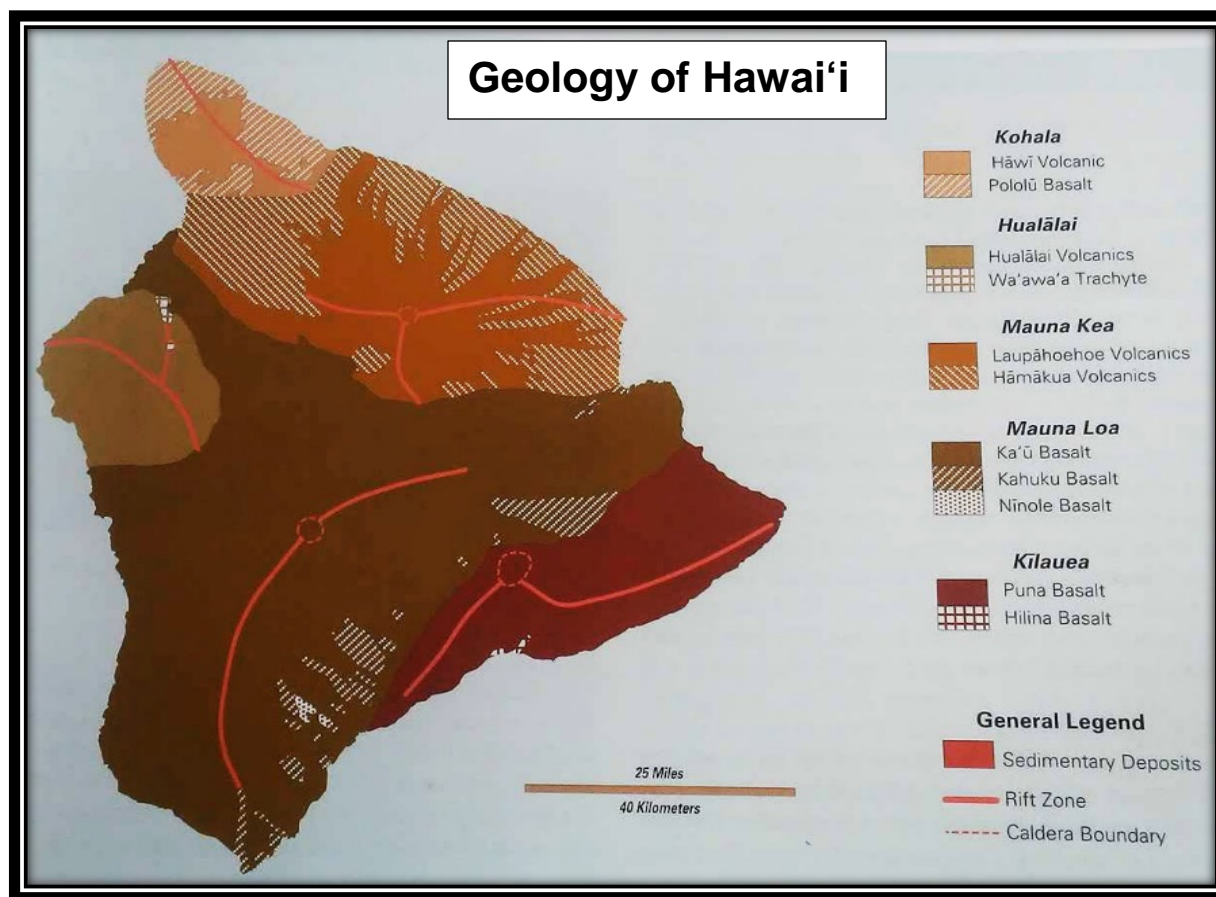 Geology of Hawai‘i
Kohala
Hāwī Volcanic
Pololū Basalt
Hualālai
Hualālai Volcanics
Wa'awa'a Trachyte
Mauna Kea
Laupāhoehoe Volcanics
Hāmākua Volcanics
Mauna Loa
Ka'ū Basalt
Kahuku Basalt
Nīnole Basalt
Kīlauea
Puna Basalt
Hilina Basalt
General Legend
Sedimentary Deposits
Rift Zone
Caldera Boundary
25 Miles
40 Kilometers